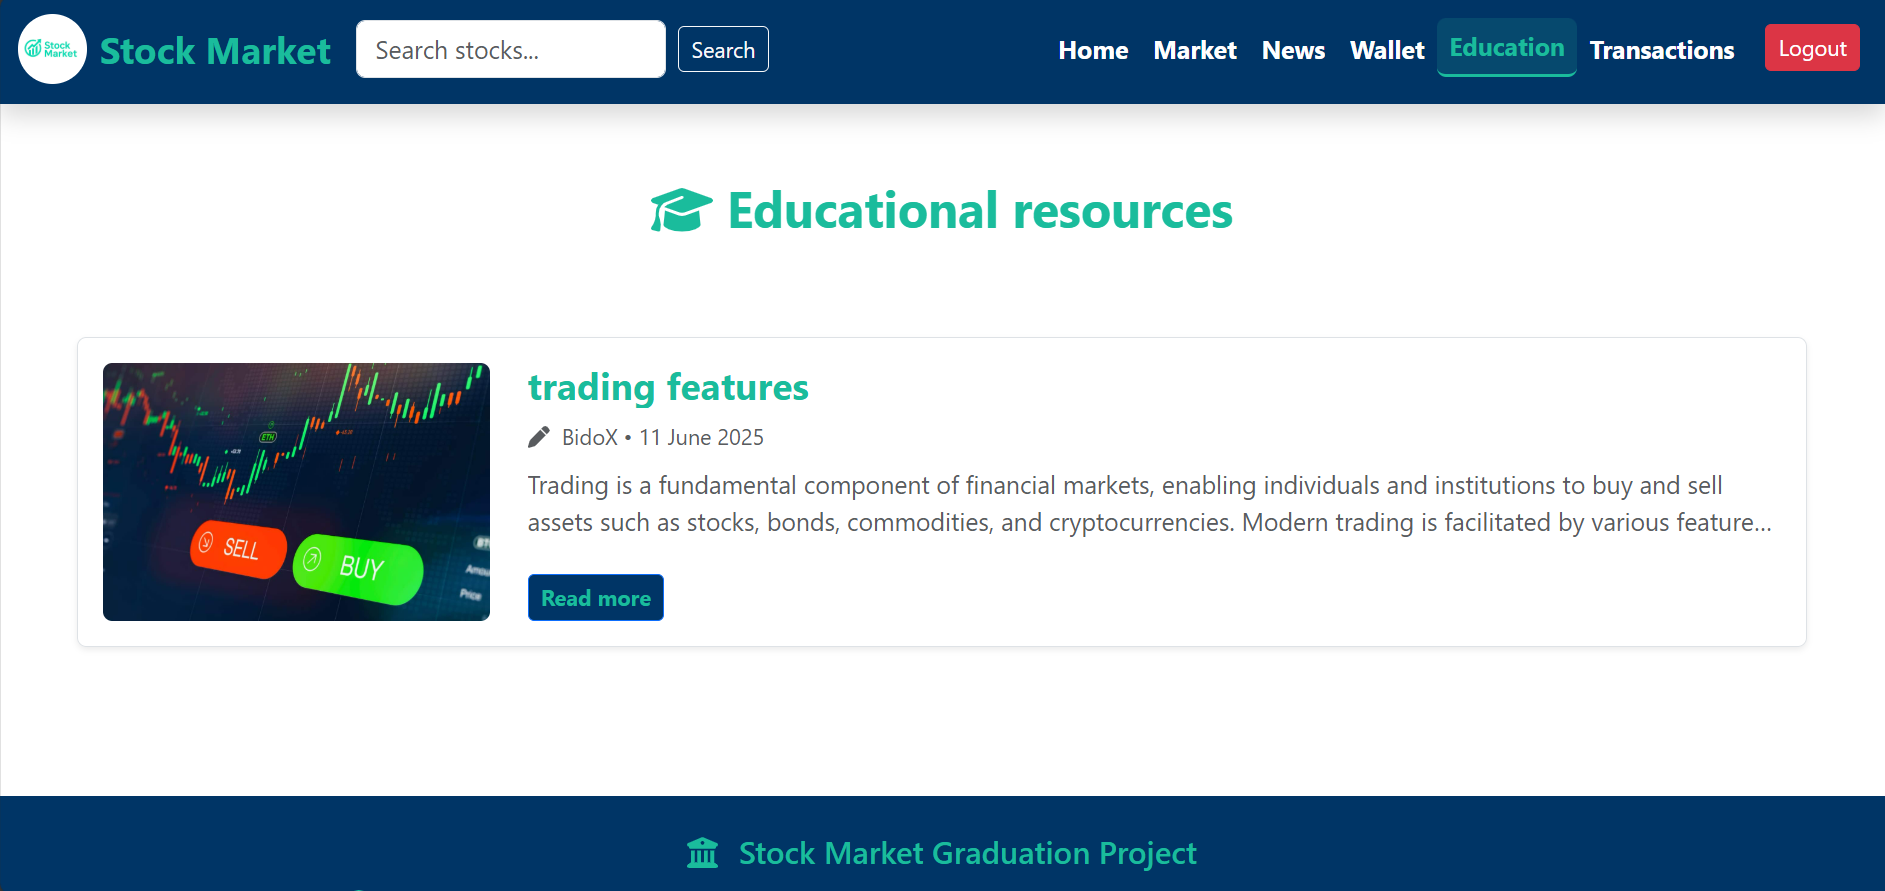 Stock
Market
Stock Market
Search stocks...
Search
Home
Market
News
Wallet
Education
Transactions
Logout
Educational resources
ETH
SELL
BUY
Price
trading features
BidoX • 11 June 2025
Trading is a fundamental component of financial markets, enabling individuals and institutions to buy and sell
assets such as stocks, bonds, commodities, and cryptocurrencies. Modern trading is facilitated by various feature...
Read more
Stock Market Graduation Project